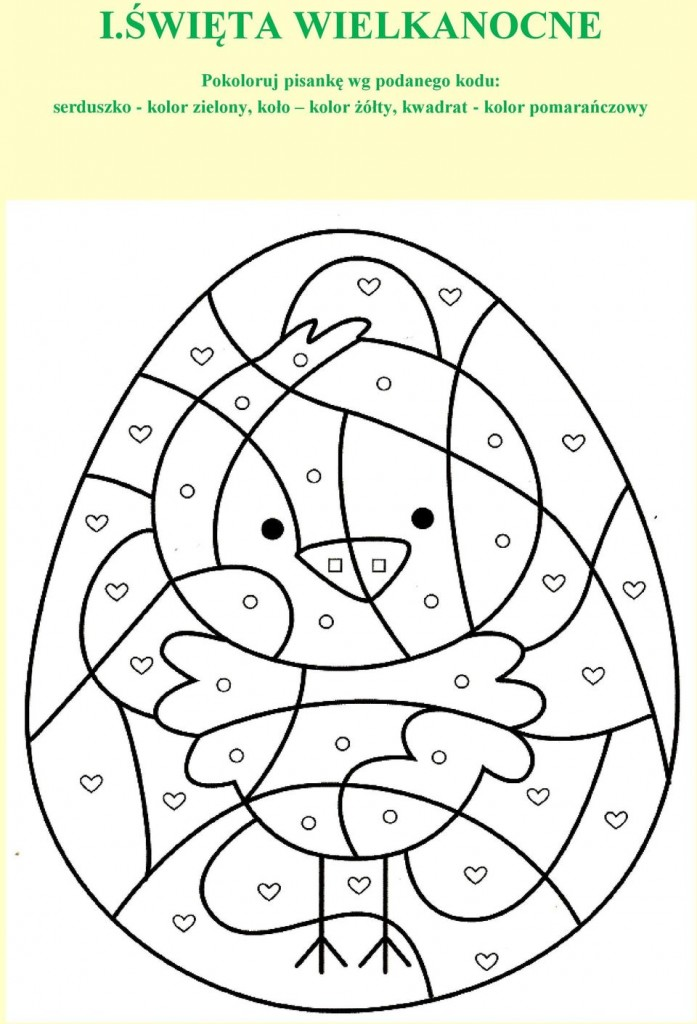 I.ŚWIĘTA WIELKANOCNE
Pokoloruj pisankę wg podanego kodu:
serduszko - kolor zielony, koło – kolor żółty, kwadrat - kolor pomarańczowy